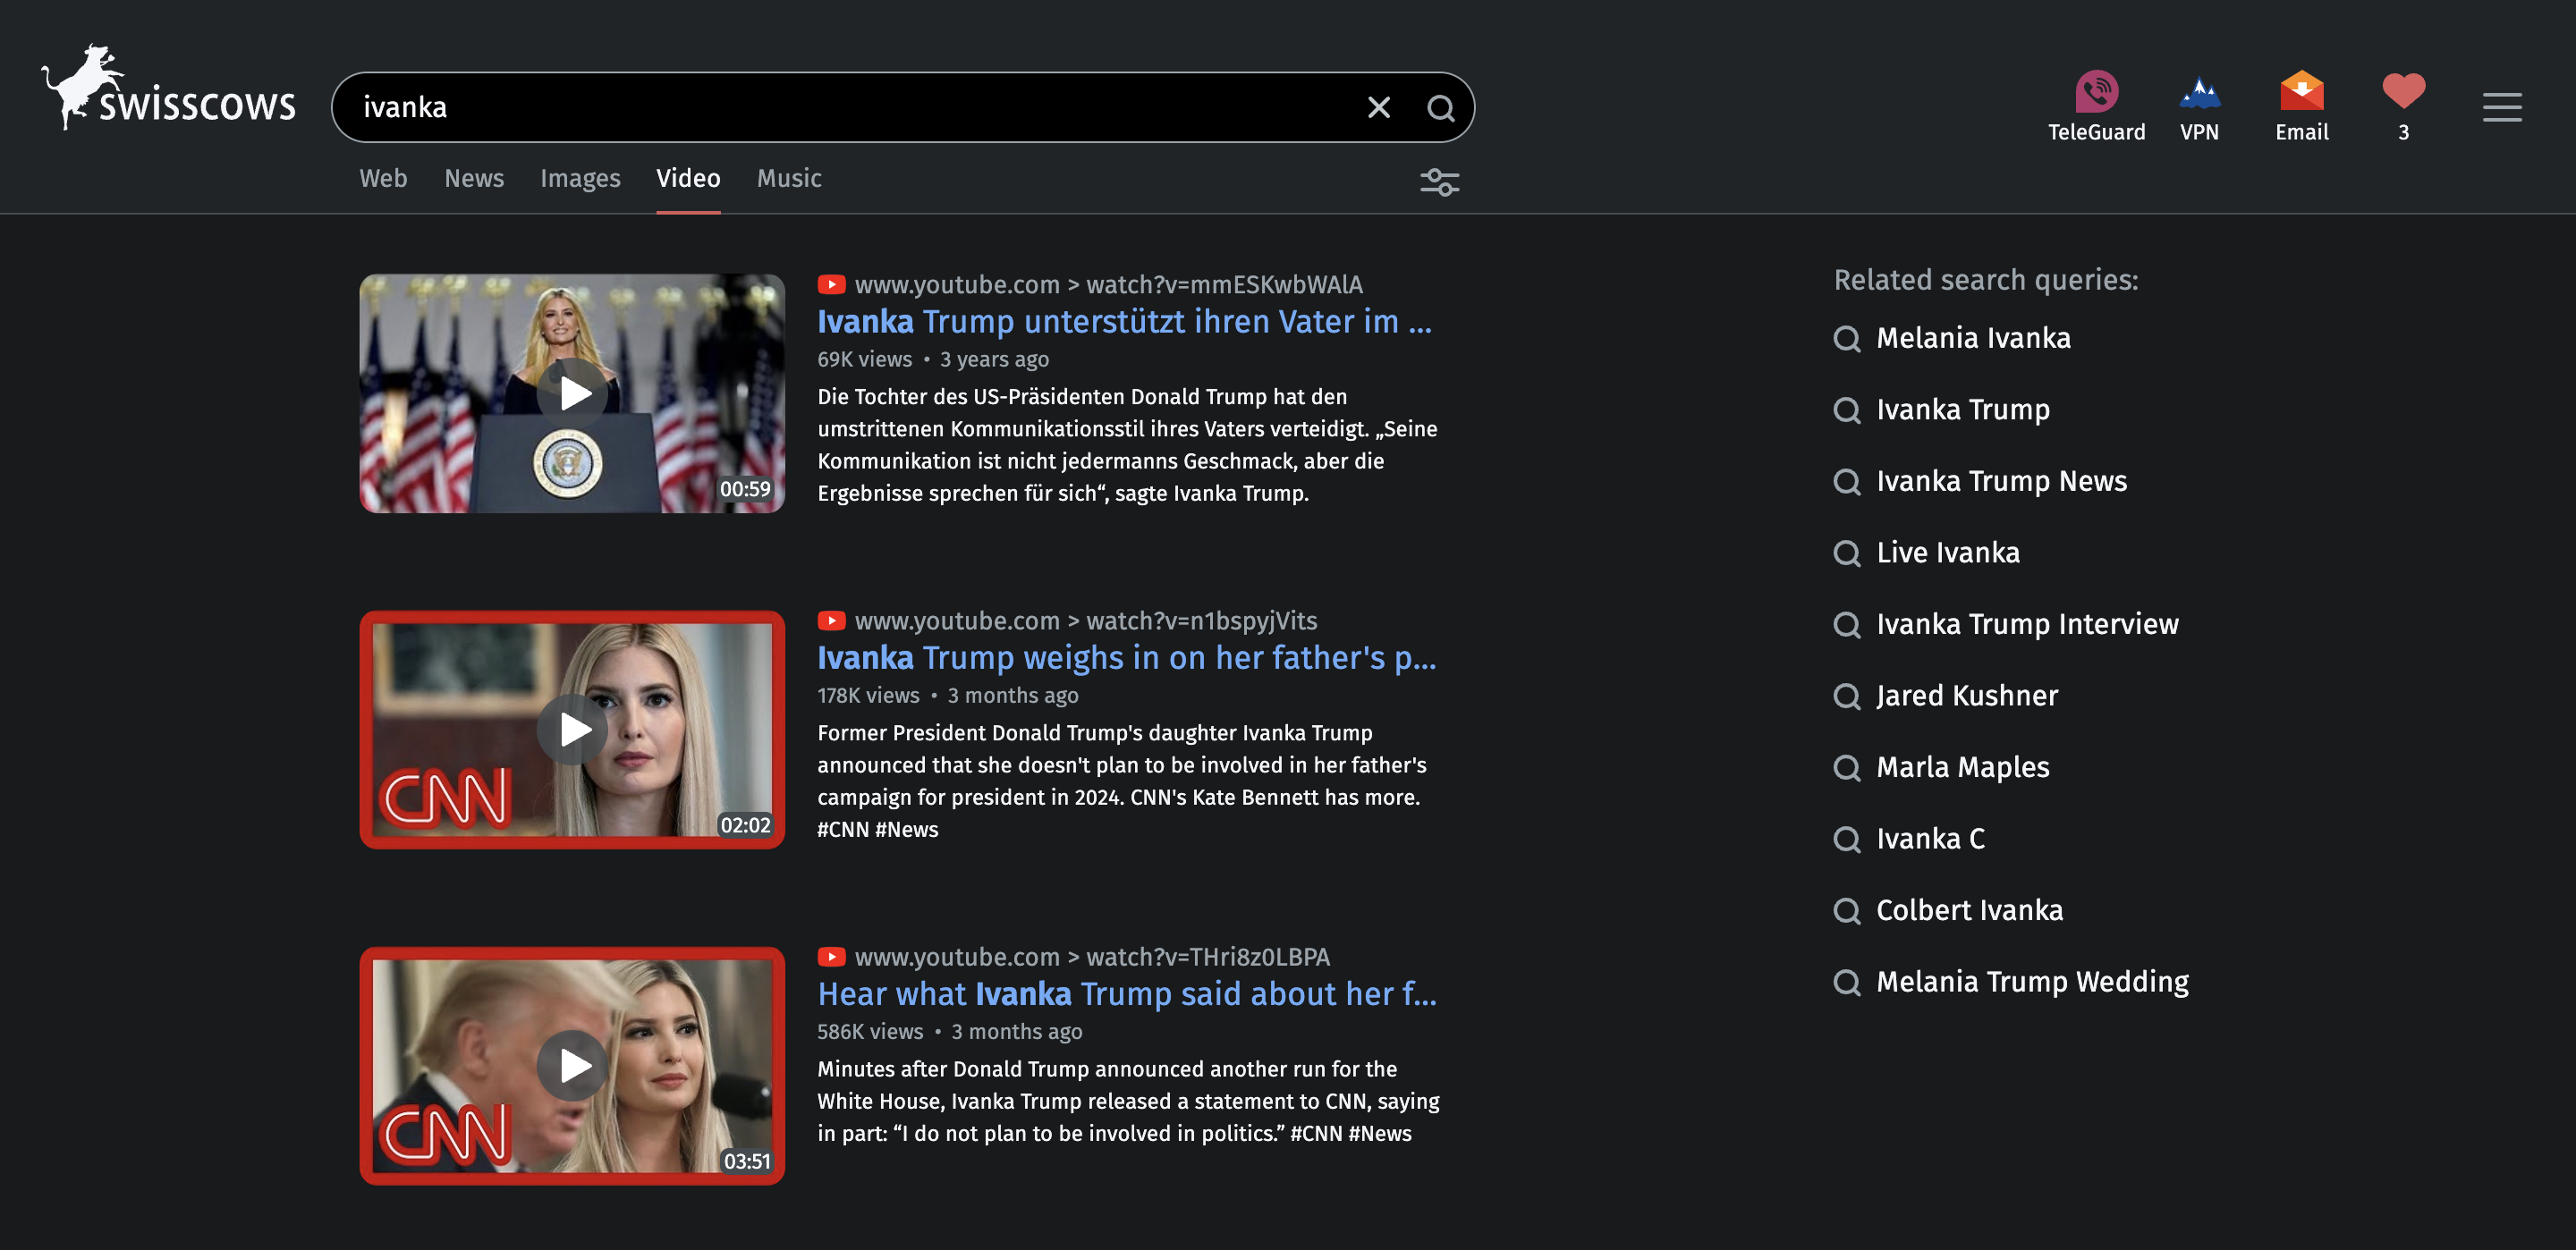 swisscows
ivanka
TeleGuard
VPN
Email
3
Web
News
Images
Video
Music
00:59
www.youtube.com > watch?v=mmESKwbWAlA
Ivanka Trump unterstützt ihren Vater im ...
69K views • 3 years ago
Die Tochter des US-Präsidenten Donald Trump hat den
umstrittenen Kommunikationsstil ihres Vaters verteidigt. „Seine
Kommunikation ist nicht jedermanns Geschmack, aber die
Ergebnisse sprechen für sich“, sagte Ivanka Trump.
CNN
02:02
www.youtube.com > watch?v=n1bspyjVits
Ivanka Trump weighs in on her father's p...
178K views • 3 months ago
Former President Donald Trump's daughter Ivanka Trump
announced that she doesn't plan to be involved in her father's
campaign for president in 2024. CNN's Kate Bennett has more.
#CNN #News
CNN
03:51
www.youtube.com > watch?v=THri8z0LBPA
Hear what Ivanka Trump said about her f...
586K views • 3 months ago
Minutes after Donald Trump announced another run for the
White House, Ivanka Trump released a statement to CNN, saying
in part: “I do not plan to be involved in politics.” #CNN #News
Related search queries:
Melania Ivanka
Ivanka Trump
Ivanka Trump News
Live Ivanka
Ivanka Trump Interview
Jared Kushner
Marla Maples
Ivanka C
Colbert Ivanka
Melania Trump Wedding